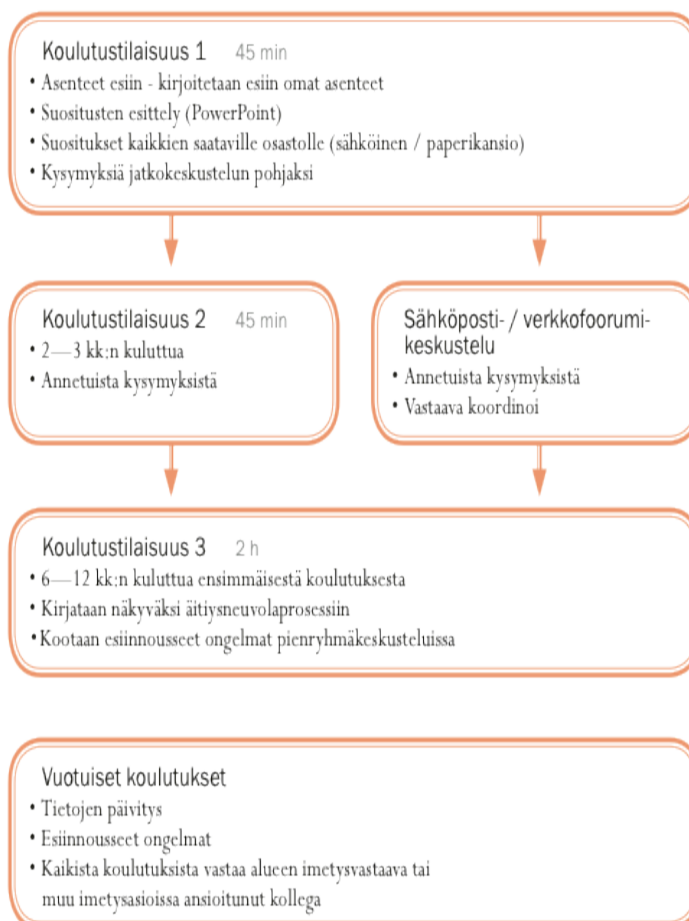 Koulutustilaisuus 1 45 min
• Asenteet esiin - kirjoitetaan esiin omat asenteet
• Suositusten esittely (PowerPoint)
• Suositukset kaikkien saataville osastolle (sähköinen / paperikansio)
• Kysymyksiä jatkokeskustelun pohjaksi
Koulutustilaisuus 2 45 min
• 2—3 kk:n kuluttua
• Annetuista kysymyksistä
Sähköposti- / verkkofoorumi-
keskustelu
• Annetuista kysymyksistä
• Vastaava koordinoi
Koulutustilaisuus 3 2 h
• 6—12 kk:n kuluttua ensimmäisestä koulutuksesta
• Kirjataan näkyväksi äitiysneuvolaprosessiin
• Kootaan esiinnousseet ongelmat pienryhmäkeskusteluissa
Vuotuiset koulutukset
• Tietojen päivitys
• Esiinnousseet ongelmat
• Kaikista koulutuksista vastaa alueen imetysvastaava tai
muu imetysasioissa ansioitunut kollega